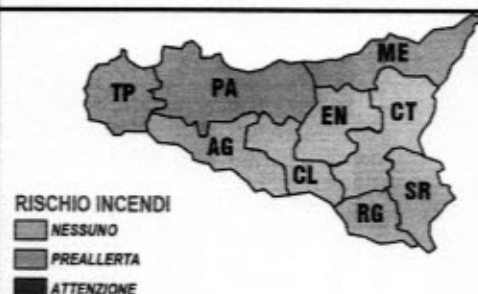 ME
TP
PA
EN
CT
AG
CL
SR
RG
RISCHIO INCENDI
NESSUNO
PREALLERTA
ATTENZIONE